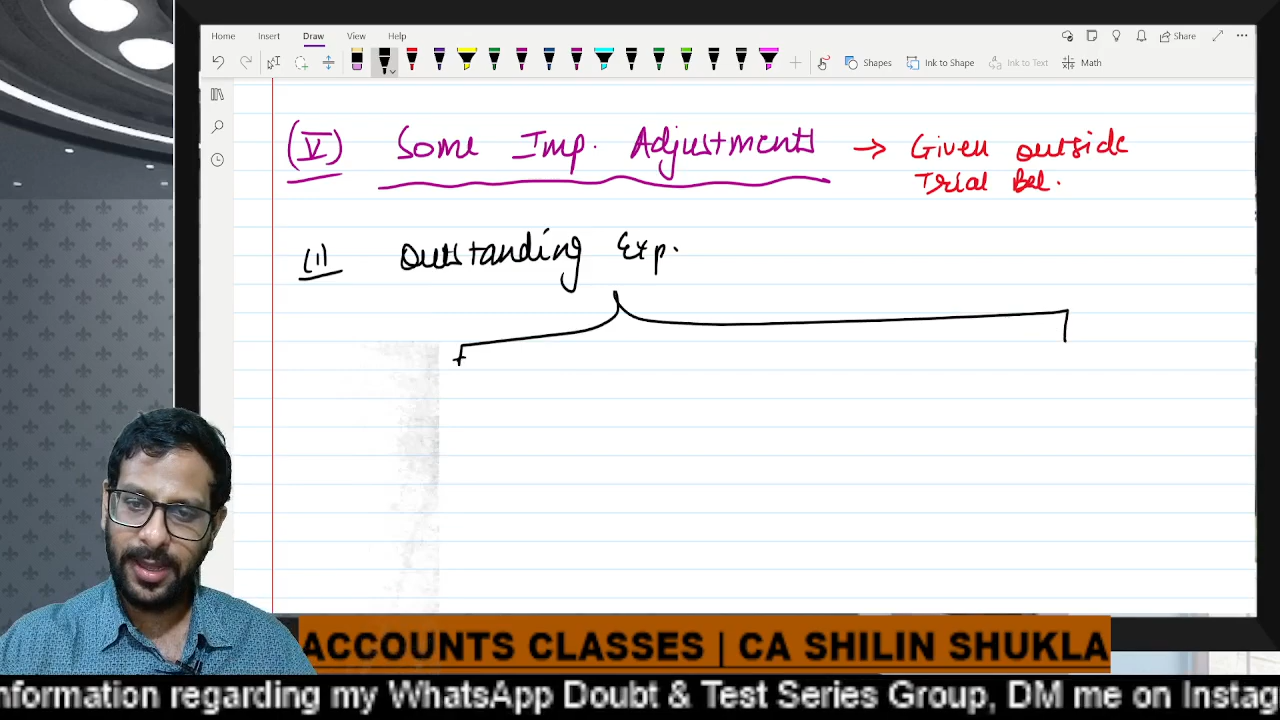 Home Insert Draw View Help
Share
Shapes Ink to Shape Ink to Text Math
(V) Some Imp. Adjustments → Given outside
Trial Bal.
(1) Outstanding Exp.
ACCOUNTS CLASSES | CA SHILIN SHUKLA
nformation regarding my WhatsApp Doubt & Test Series Group, DM me on Instag